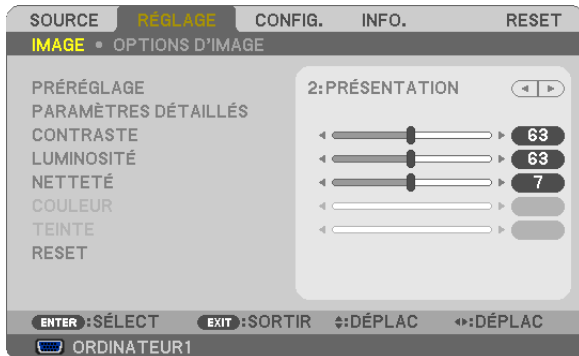 SOURCE RÉGLAGE CONFIG. INFO. RESET
IMAGE • OPTIONS D'IMAGE
PRÉRÉGLAGE 2:PRÉSENTATION
PARAMÈTRES DÉTAILLÉS
CONTRASTE 63
LUMINOSITÉ 63
NETTETÉ 7
COULEUR
TEINTE
RESET
ENTER :SÉLECT EXIT :SORTIR :DÉPLAC :DÉPLAC
ORDINATEUR1